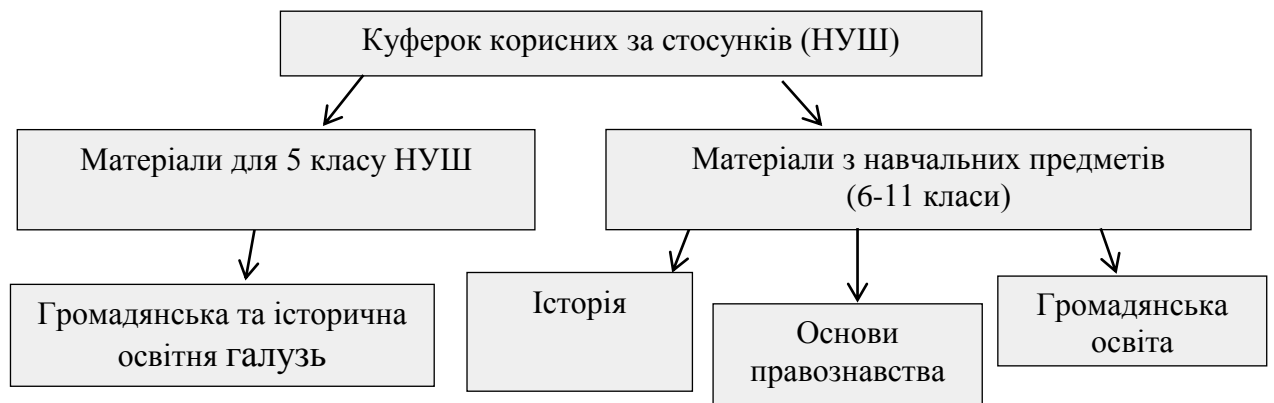 Куферок корисних за стосунків (НУШ)
Матеріали для 5 класу НУШ
Матеріали з навчальних предметів
(6-11 класи)
Громадянська та історична
освітня галузь
Історія
Основи
правознавства
Громадянська
освіта